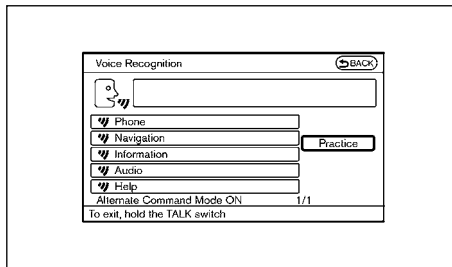 Voice Recognition
BACK
Phone
Navigation
Practice
Information
Audio
Help
Alternate Command Mode ON 1/1
To exit, hold the TALK switch